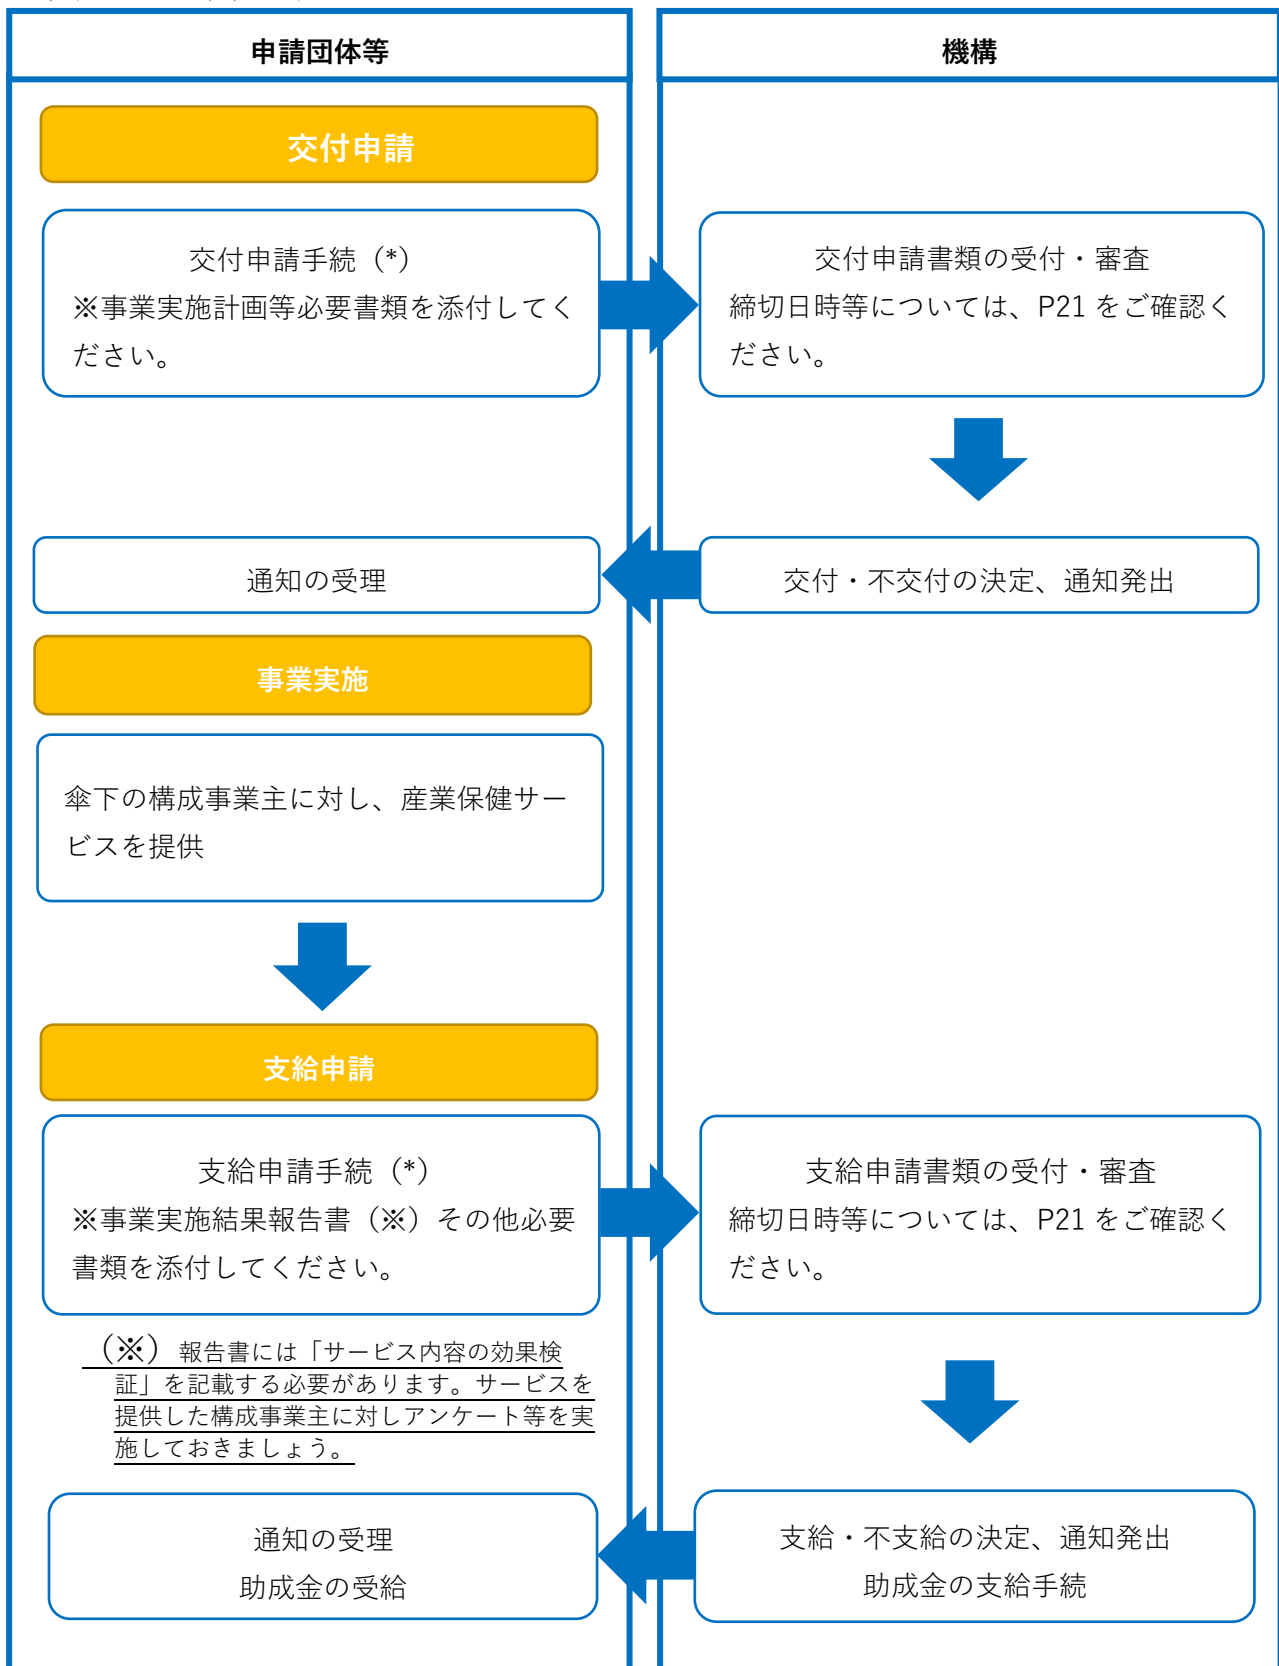 申請団体等
機構
交付申請
交付申請手続（*）
※事業実施計画等必要書類を添付してく
ださい。
交付申請書類の受付・審査
締切日時等については、P21 をご確認く
ださい。
通知の受理
交付・不交付の決定、通知発出
事業実施
傘下の構成事業主に対し、産業保健サー
ビスを提供
支給申請
支給申請手続（*）
※事業実施結果報告書（※）その他必要
書類を添付してください。
支給申請書類の受付・審査
締切日時等については、P21 をご確認く
ださい。
（※）報告書には「サービス内容の効果検
証」を記載する必要があります。サービスを
提供した構成事業主に対しアンケート等を実
施しておきましょう。
通知の受理
助成金の受給
支給・不支給の決定、通知発出
助成金の支給手続